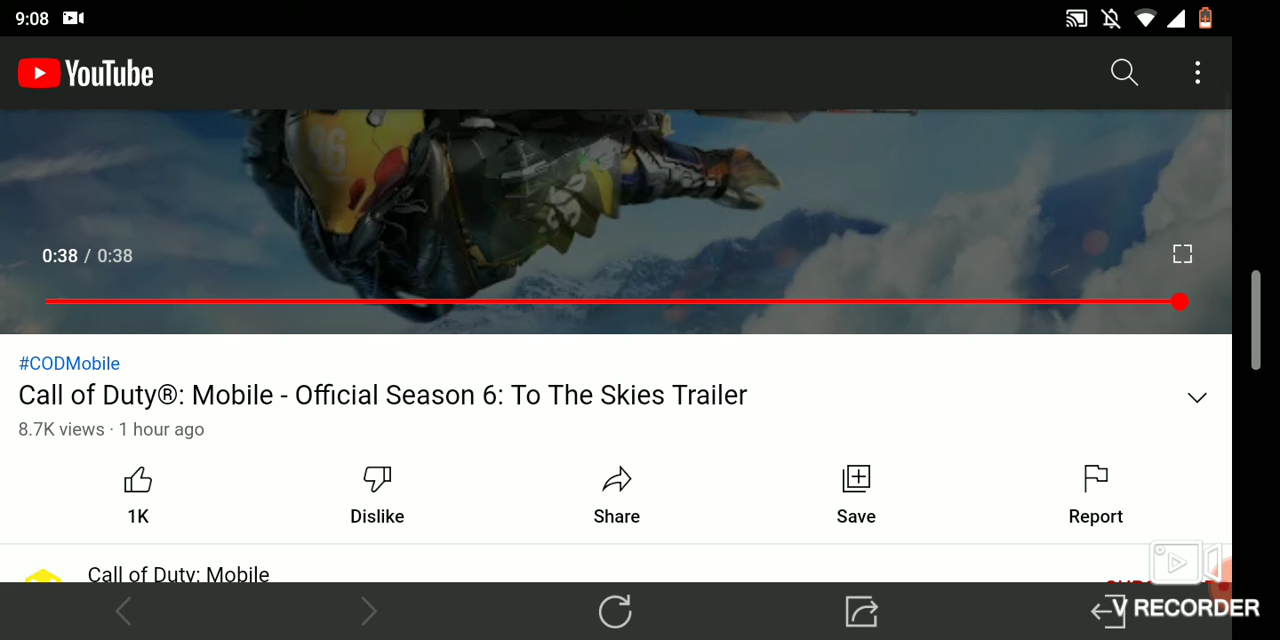 9:08
YouTube
96
0:38 / 0:38
#CODMobile
Call of Duty®: Mobile - Official Season 6: To The Skies Trailer
8.7K views · 1 hour ago
1K
Dislike
Share
Save
Report
Call of Duty: Mobile
V RECORDER